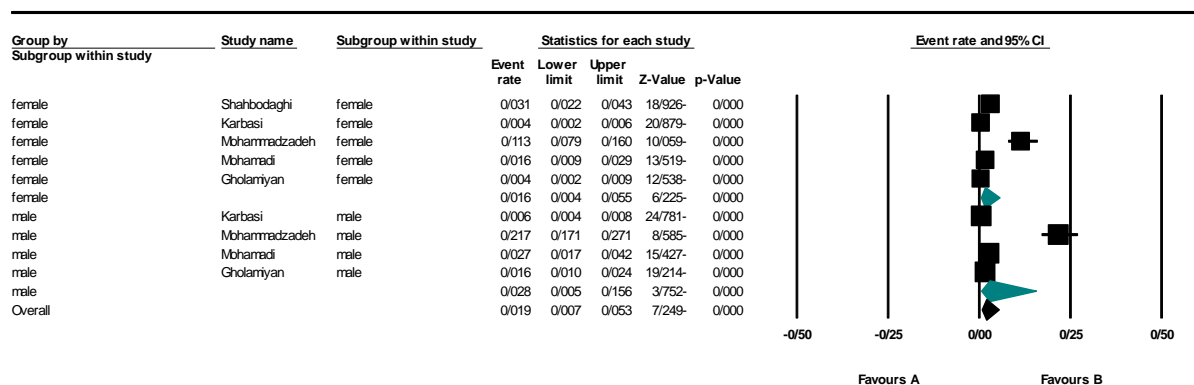 Group by Study name Subgroup within study Statistics for each study Event rate and 95% CI
Subgroup within study
Event Lower Upper
rate limit limit Z-Value p-Value
female Shahbodaghi female 0/031 0/022 0/043 18/926- 0/000
female Karbasi female 0/004 0/002 0/006 20/879- 0/000
female Mohammadzadeh female 0/113 0/079 0/160 10/059- 0/000
female Mohamadi female 0/016 0/009 0/029 13/519- 0/000
female Gholamiyan female 0/004 0/002 0/009 12/538- 0/000
female 0/016 0/004 0/055 6/225- 0/000
male Karbasi male 0/006 0/004 0/008 24/781- 0/000
male Mohammadzadeh male 0/217 0/171 0/271 8/585- 0/000
male Mohamadi male 0/027 0/017 0/042 15/427- 0/000
male Gholamiyan male 0/016 0/010 0/024 19/214- 0/000
male 0/028 0/005 0/156 3/752- 0/000
Overall 0/019 0/007 0/053 7/249- 0/000
-0/50 -0/25 0/00 0/25 0/50
Favours A Favours B